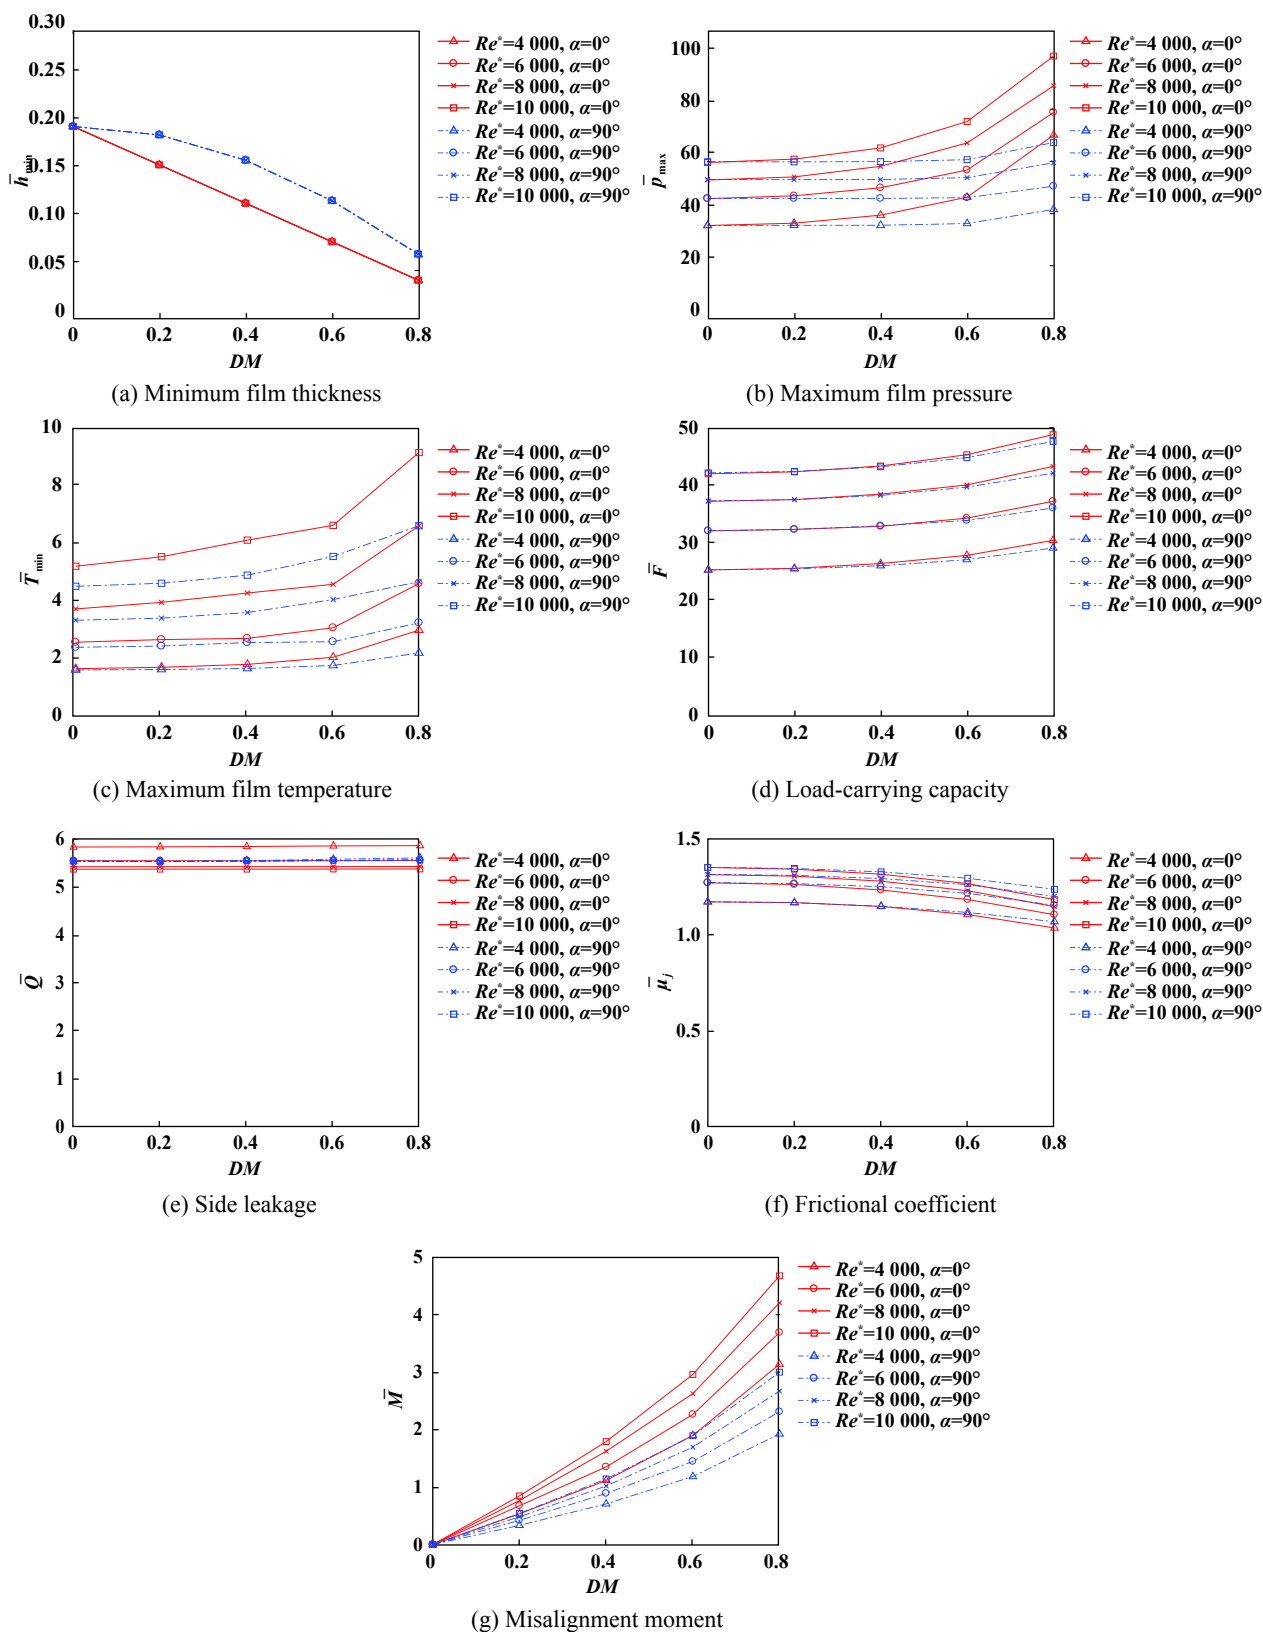 0.30
0.25
0.20
0.15
0.10
0.05
0
h̅min
0 0.2 0.4 0.6 0.8
DM
Re*=4 000, α=0°
Re*=6 000, α=0°
Re*=8 000, α=0°
Re*=10 000, α=0°
Re*=4 000, α=90°
Re*=6 000, α=90°
Re*=8 000, α=90°
Re*=10 000, α=90°
(a) Minimum film thickness
100
80
60
40
20
0
p̅max
0 0.2 0.4 0.6 0.8
DM
Re*=4 000, α=0°
Re*=6 000, α=0°
Re*=8 000, α=0°
Re*=10 000, α=0°
Re*=4 000, α=90°
Re*=6 000, α=90°
Re*=8 000, α=90°
Re*=10 000, α=90°
(b) Maximum film pressure
10
8
6
4
2
0
T̅min
0 0.2 0.4 0.6 0.8
DM
Re*=4 000, α=0°
Re*=6 000, α=0°
Re*=8 000, α=0°
Re*=10 000, α=0°
Re*=4 000, α=90°
Re*=6 000, α=90°
Re*=8 000, α=90°
Re*=10 000, α=90°
(c) Maximum film temperature
50
40
30
20
10
0
F̅
0 0.2 0.4 0.6 0.8
DM
Re*=4 000, α=0°
Re*=6 000, α=0°
Re*=8 000, α=0°
Re*=10 000, α=0°
Re*=4 000, α=90°
Re*=6 000, α=90°
Re*=8 000, α=90°
Re*=10 000, α=90°
(d) Load-carrying capacity
6
5
4
3
2
1
0
Q̅
0 0.2 0.4 0.6 0.8
DM
Re*=4 000, α=0°
Re*=6 000, α=0°
Re*=8 000, α=0°
Re*=10 000, α=0°
Re*=4 000, α=90°
Re*=6 000, α=90°
Re*=8 000, α=90°
Re*=10 000, α=90°
(e) Side leakage
1.5
1.0
0.5
0
μ̅j
0 0.2 0.4 0.6 0.8
DM
Re*=4 000, α=0°
Re*=6 000, α=0°
Re*=8 000, α=0°
Re*=10 000, α=0°
Re*=4 000, α=90°
Re*=6 000, α=90°
Re*=8 000, α=90°
Re*=10 000, α=90°
(f) Frictional coefficient
5
4
3
2
1
0
M̅
0 0.2 0.4 0.6 0.8
DM
Re*=4 000, α=0°
Re*=6 000, α=0°
Re*=8 000, α=0°
Re*=10 000, α=0°
Re*=4 000, α=90°
Re*=6 000, α=90°
Re*=8 000, α=90°
Re*=10 000, α=90°
(g) Misalignment moment